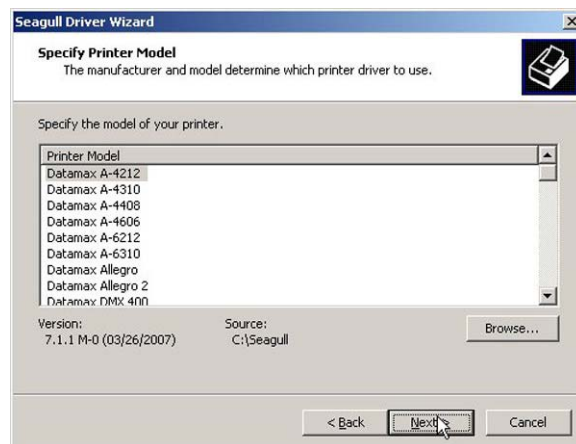 Seagull Driver Wizard
Specify Printer Model
The manufacturer and model determine which printer driver to use.
Specify the model of your printer.
Printer Model
Datamax A-4212
Datamax A-4310
Datamax A-4408
Datamax A-4606
Datamax A-6212
Datamax A-6310
Datamax Allegro
Datamax Allegro 2
Datamax DMX 400
Version:
7.1.1 M-0 (03/26/2007)
Source:
C:\Seagull
Browse...
< Back
Next >
Cancel